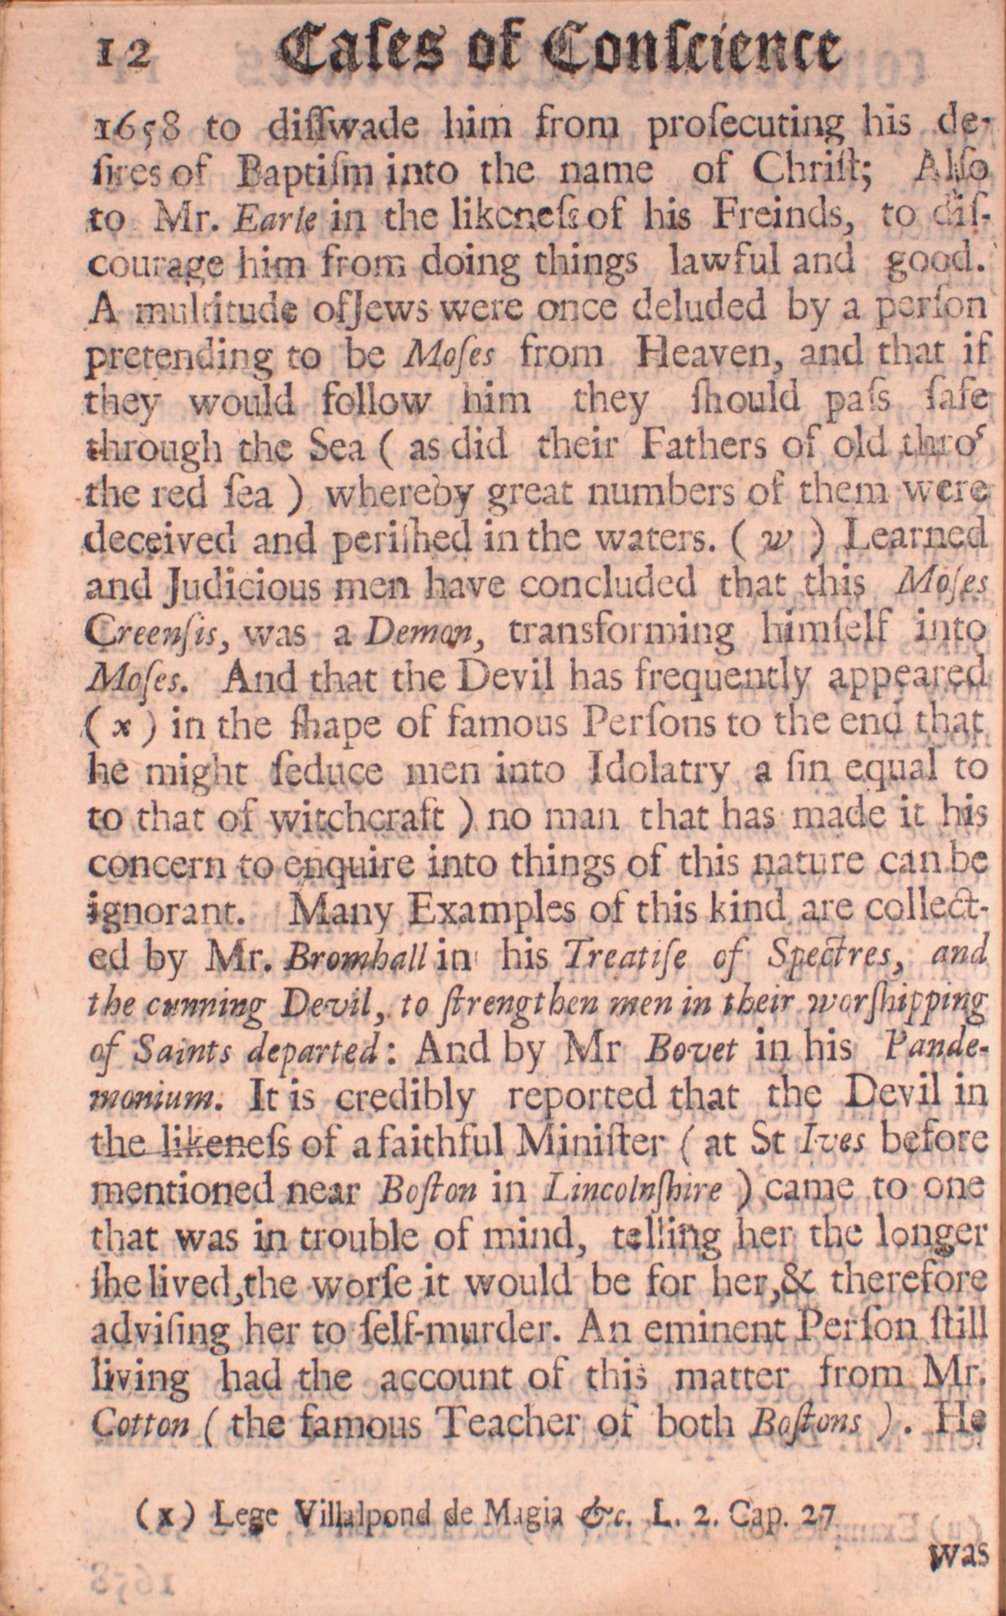 12 Caſes of Conſcience
1658 to diſſwade him from proſecuting his de-
ſires of Baptiſm into the name of Chriſt; Alſo
to Mr. Earle in the likeneſs of his Freinds, to diſ-
courage him from doing things lawful and good.
A multitude ofJews were once deluded by a perſon
pretending to be Moſes from Heaven, and that if
they would follow him they ſhould paſs ſafe
through the Sea ( as did their Fathers of old thro'
the red ſea ) whereby great numbers of them were
deceived and periſhed in the waters. ( w ) Learned
and Judicious men have concluded that this Moſes
Creenſis, was a Demon, transforming himſelf into
Moſes. And that the Devil has frequently appeared
( x ) in the ſhape of famous Perſons to the end that
he might ſeduce men into Idolatry a ſin equal to
to that of witchcraft ) no man that has made it his
concern to enquire into things of this nature can be
ignorant. Many Examples of this kind are collect-
ed by Mr. Bromhall in his Treatiſe of Spectres, and
the cunning Devil, to ſtrengthen men in their worſhipping
of Saints departed: And by Mr Bovet in his Pande-
monium. It is credibly reported that the Devil in
the likeneſs of a faithful Miniſter ( at St Ives before
mentioned near Boſton in Lincolnſhire ) came to one
that was in trouble of mind, telling her the longer
ſhe lived,the worſe it would be for her,& therefore
adviſing her to ſelf-murder. An eminent Perſon ſtill
living had the account of this matter from Mr.
Cotton ( the famous Teacher of both Boſtons ). He
(x) Lege Villalpond de Magia &c. L. 2. Cap. 27
was